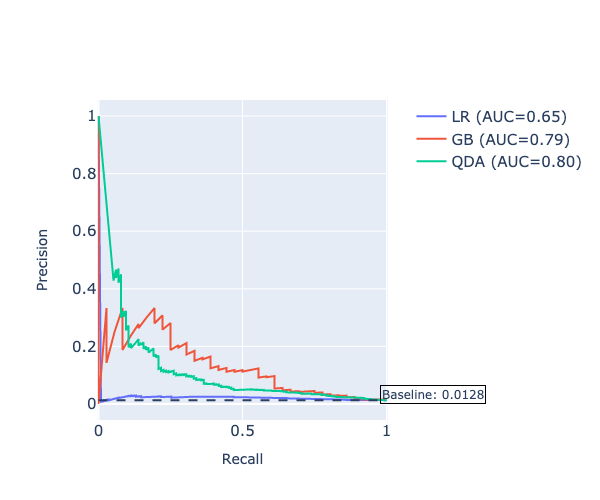 LR (AUC=0.65)
GB (AUC=0.79)
QDA (AUC=0.80)
1
0.8
0.6
0.4
0.2
0
Precision
Baseline: 0.0128
0
0.5
1
Recall